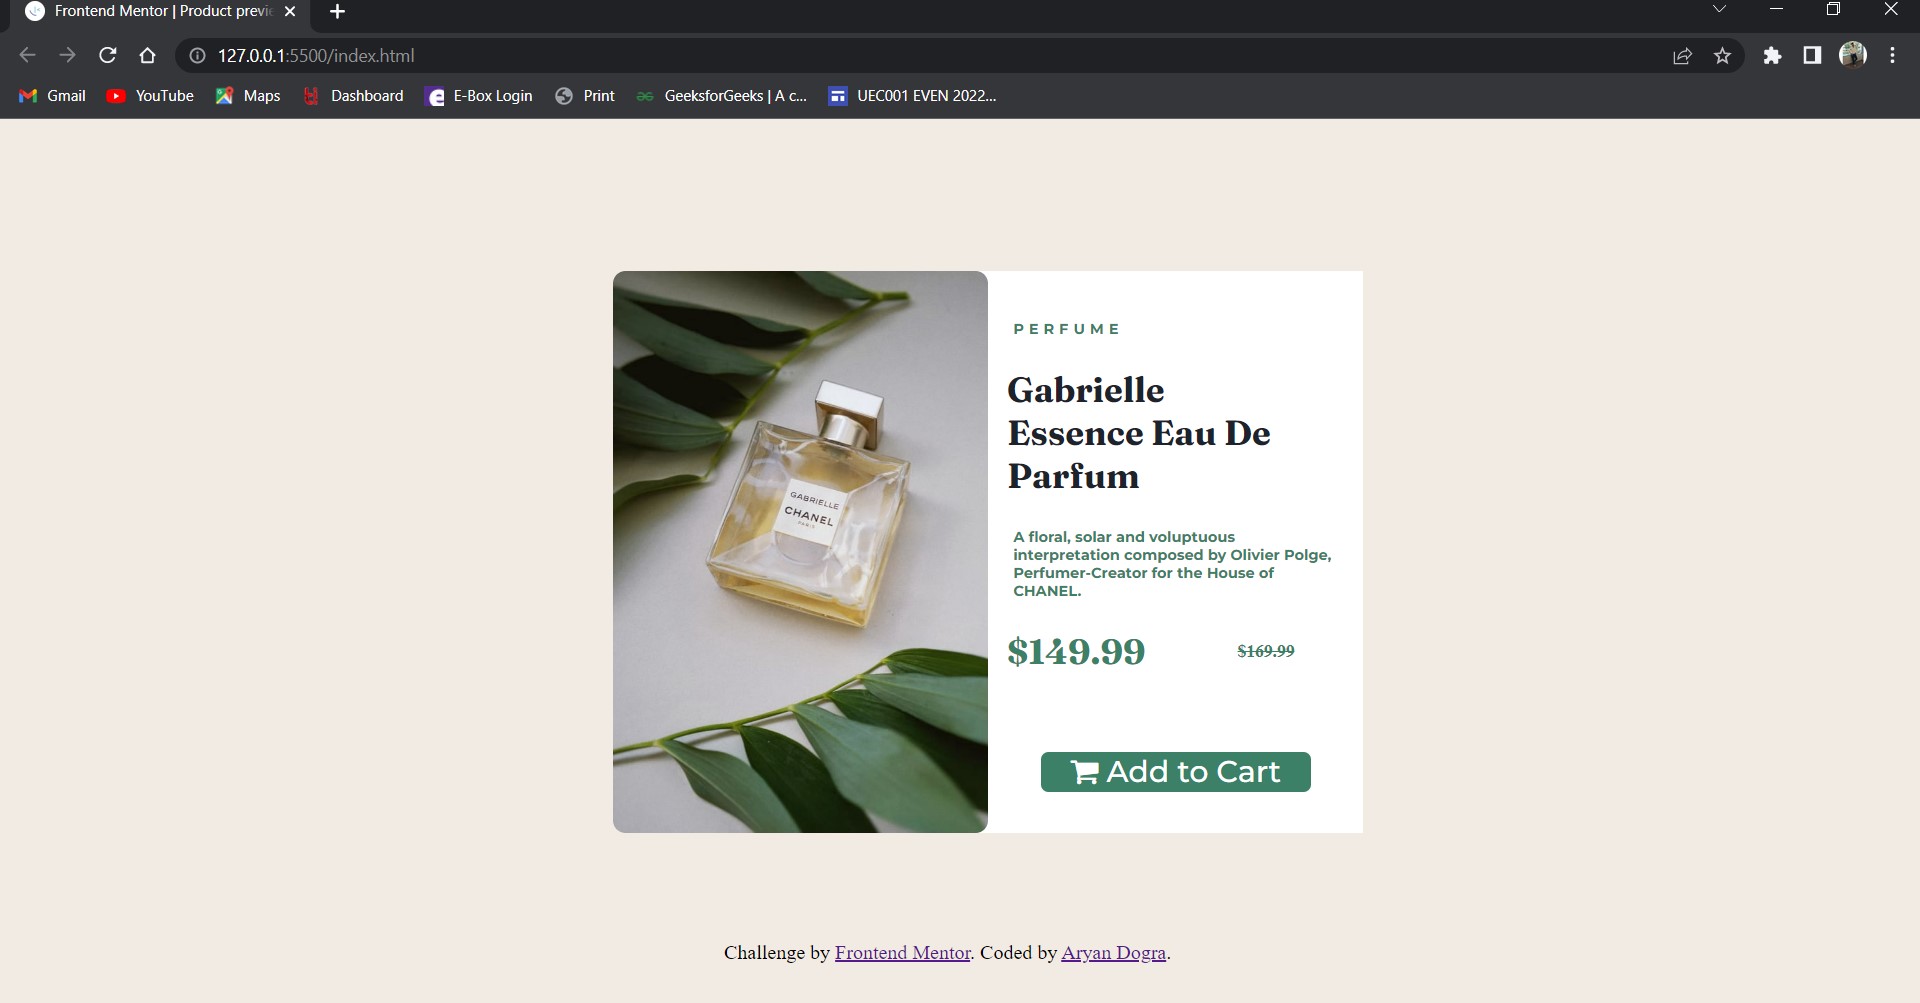 Frontend Mentor | Product previe
127.0.0.1:5500/index.html
Gmail
YouTube
Maps
Dashboard
E-Box Login
Print
GeeksforGeeks | A c...
UEC001 EVEN 2022...
GABRIELLE
CHANEL
PARIS
PERFUME
Gabrielle
Essence Eau De
Parfum
A floral, solar and voluptuous
interpretation composed by Olivier Polge,
Perfumer-Creator for the House of
CHANEL.
$149.99 $169.99
Add to Cart
Challenge by Frontend Mentor. Coded by Aryan Dogra.